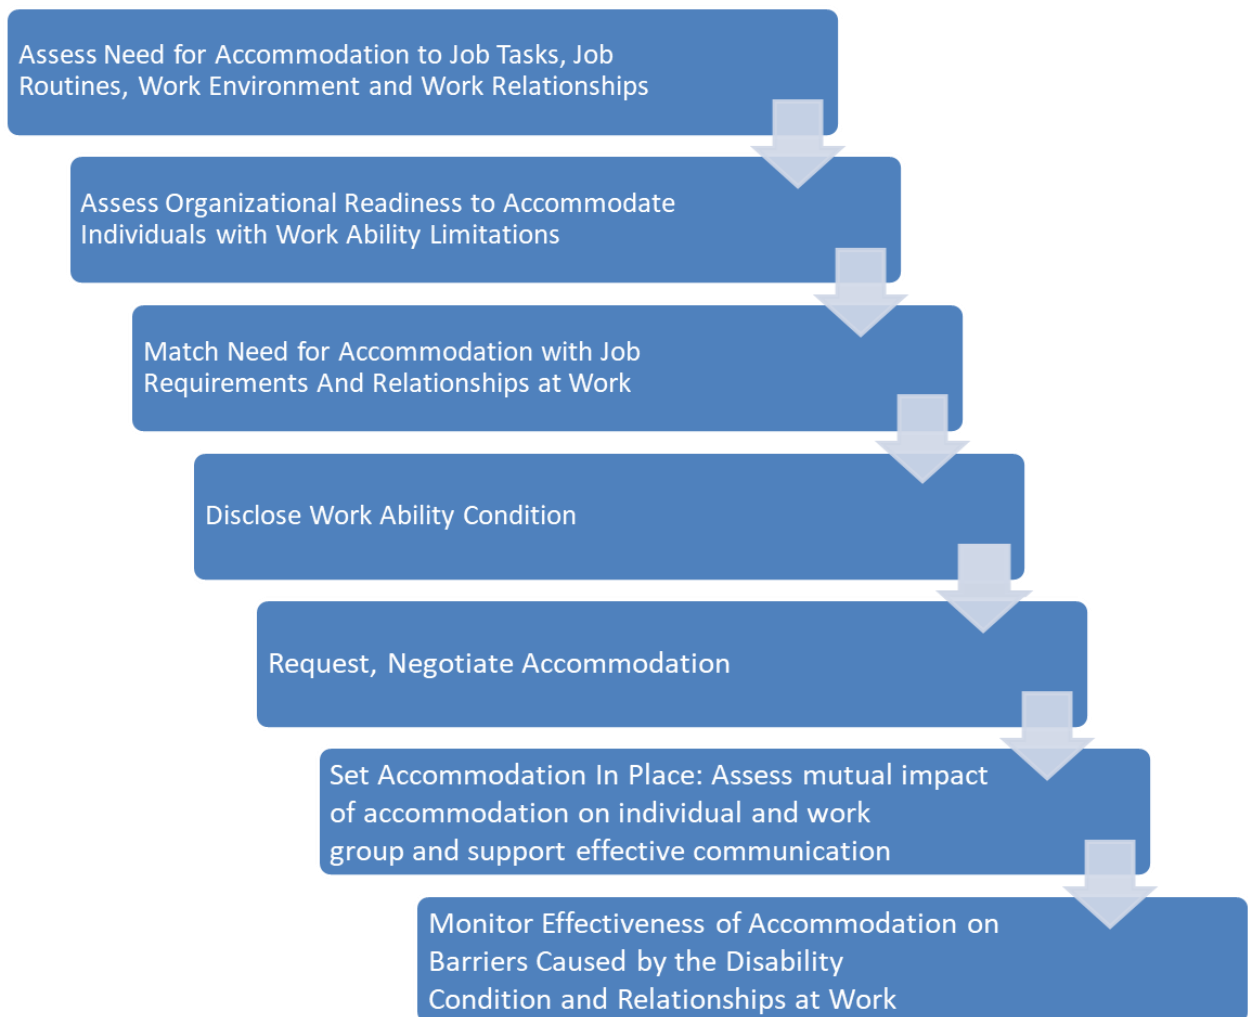 Assess Need for Accommodation to Job Tasks, Job
Routines, Work Environment and Work Relationships
Assess Organizational Readiness to Accommodate
Individuals with Work Ability Limitations
Match Need for Accommodation with Job
Requirements And Relationships at Work
Disclose Work Ability Condition
Request, Negotiate Accommodation
Set Accommodation In Place: Assess mutual impact
of accommodation on individual and work
group and support effective communication
Monitor Effectiveness of Accommodation on
Barriers Caused by the Disability
Condition and Relationships at Work